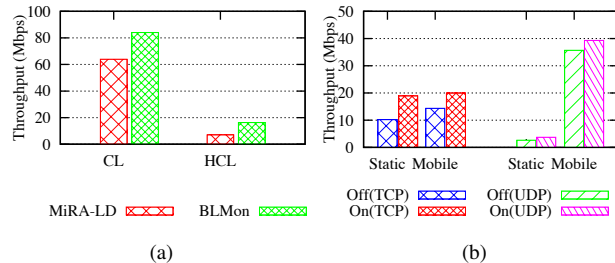 Throughput (Mbps)
100
80
60
40
20
0
CL HCL
MiRA-LD BLMon
(a)
Throughput (Mbps)
50
40
30
20
10
0
Static Mobile Static Mobile
Off(TCP) Off(UDP)
On(TCP) On(UDP)
(b)